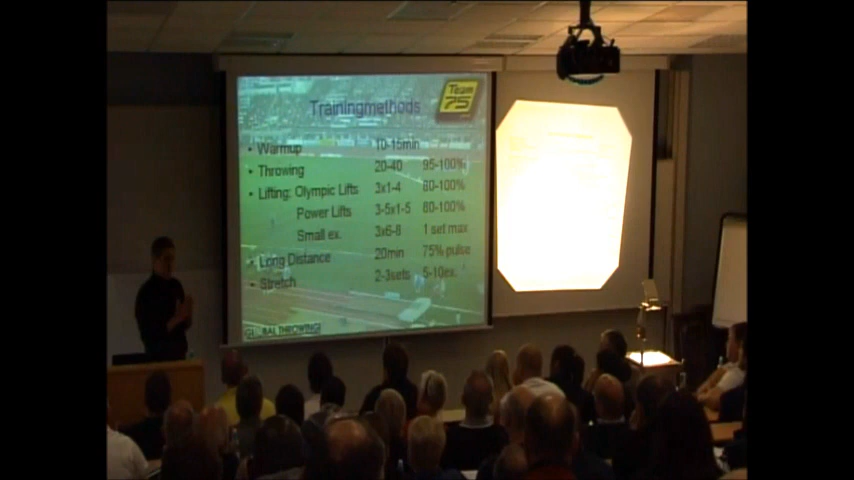 Team
75
Trainingmethods
• Warmup 10-15min
• Throwing 20-40 95-100%
• Lifting: Olympic Lifts 3x1-4 80-100%
Power Lifts 3-5x1-5 80-100%
Small ex. 3x6-8 1 set max
• Long Distance 20min 75% pulse
• Stretch 2-3sets 5-10ex.
GLOBAL THROWING